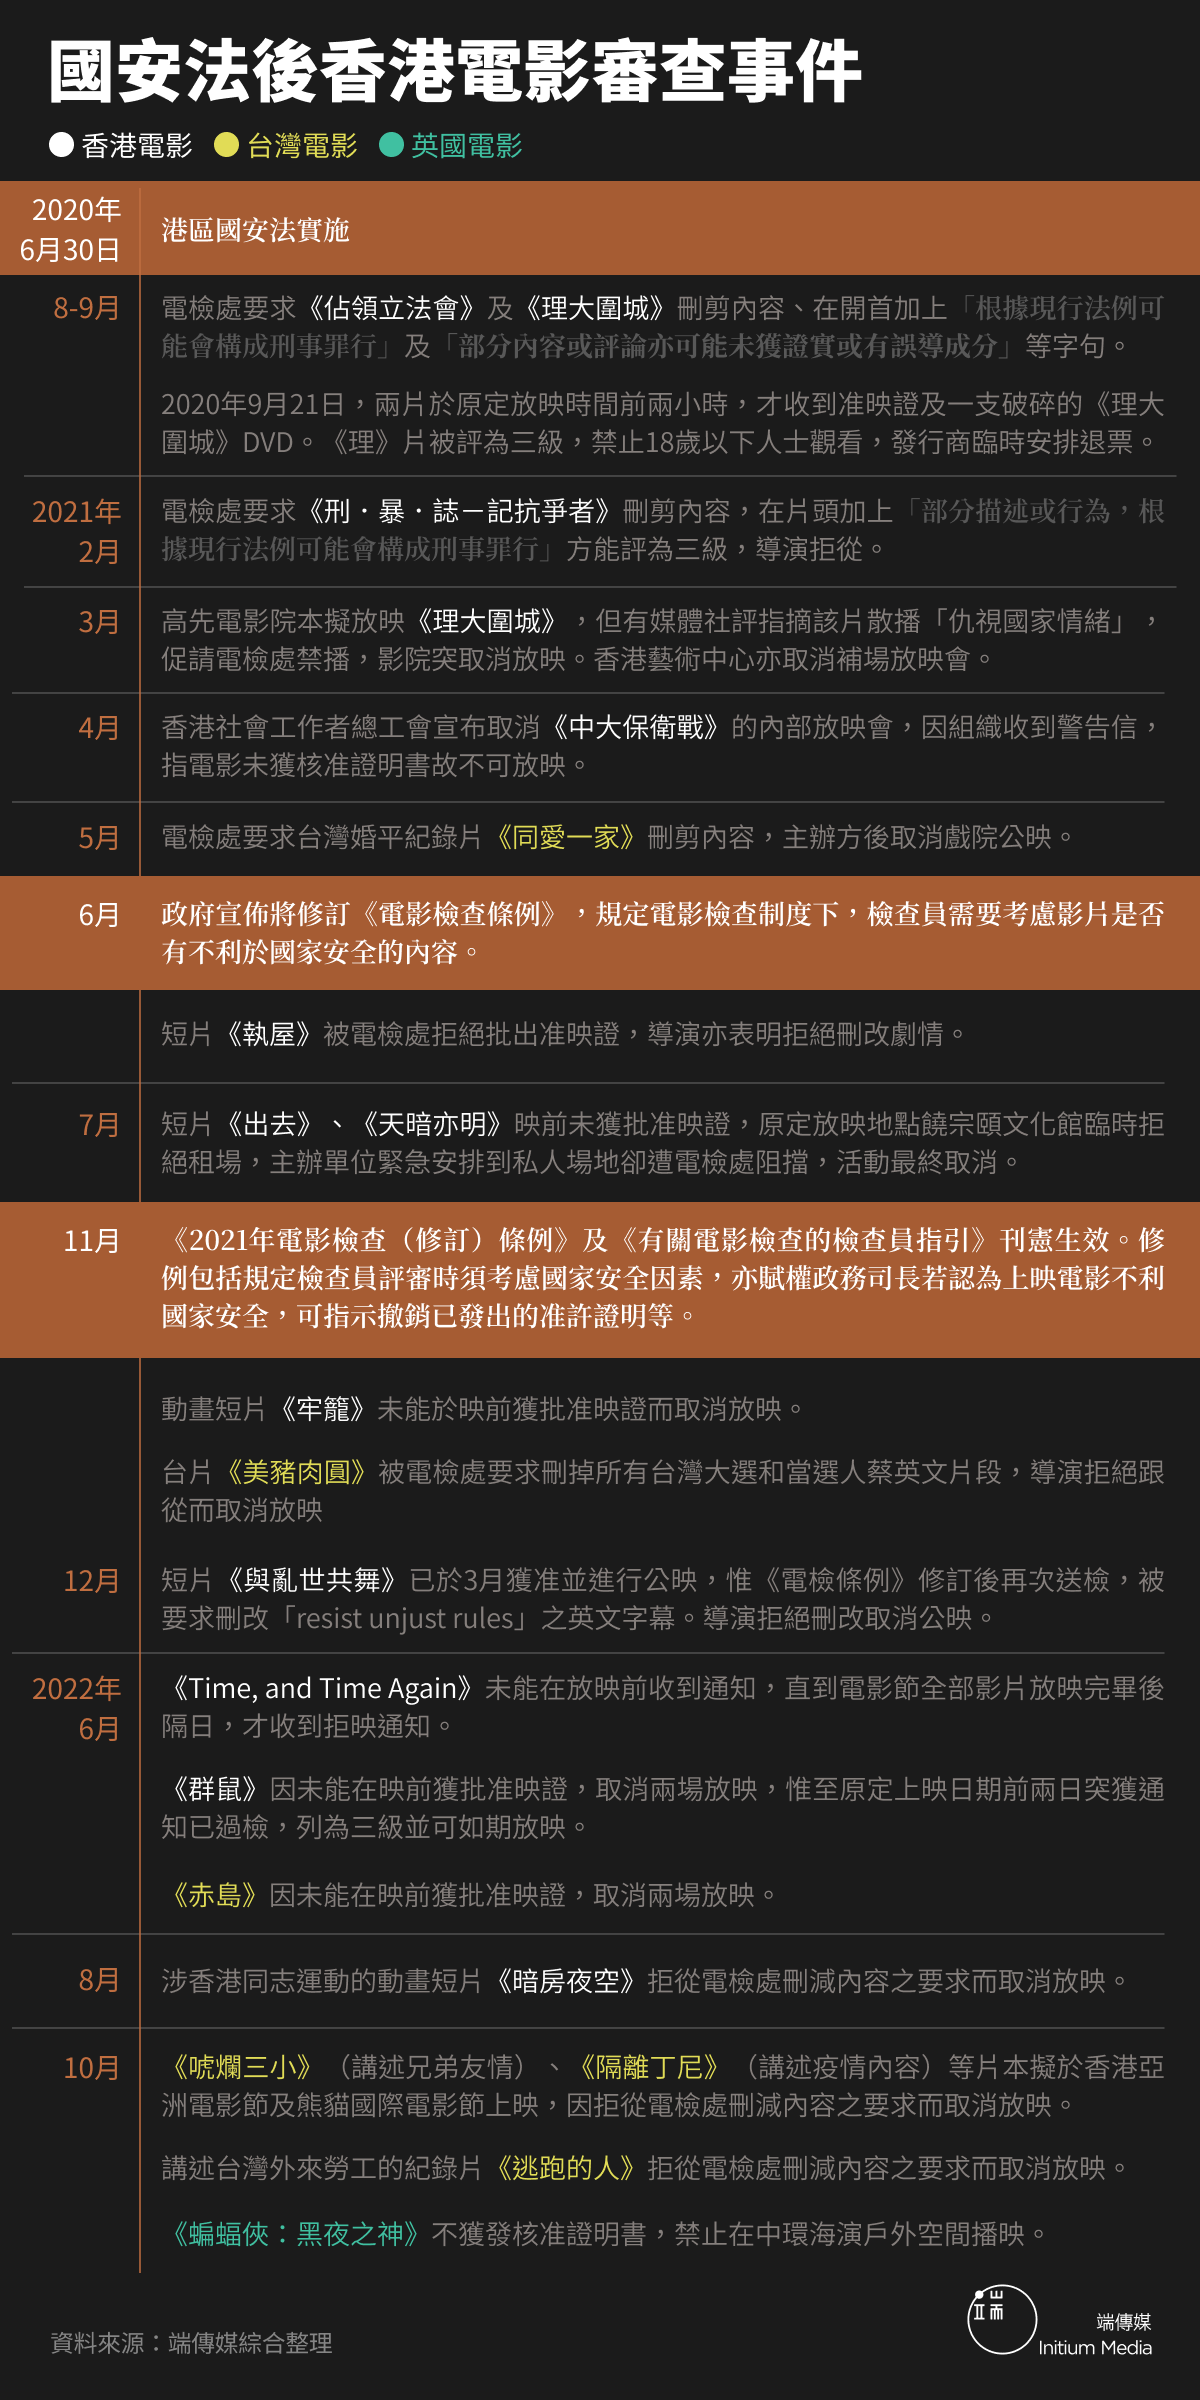 國安法後香港電影審查事件
香港電影 台灣電影 英國電影
2020年
6月30日
港區國安法實施
8-9月
電檢處要求《佔領立法會》及《理大圍城》刪剪內容、在開首加上「根據現行法例可
能會構成刑事罪行」及「部分內容或評論亦可能未獲證實或有誤導成分」等字句。
2020年9月21日，兩片於原定放映時間前兩小時，才收到准映證及一支破碎的《理大
圍城》DVD。《理》片被評為三級，禁止18歲以下人士觀看，發行商臨時安排退票。
2021年
2月
電檢處要求《刑．暴．誌－記抗爭者》刪剪內容，在片頭加上「部分描述或行為，根
據現行法例可能會構成刑事罪行」方能評為三級，導演拒從。
3月
高先電影院本擬放映《理大圍城》，但有媒體社評指摘該片散播「仇視國家情緒」，
促請電檢處禁播，影院突取消放映。香港藝術中心亦取消補場放映會。
4月
香港社會工作者總工會宣布取消《中大保衛戰》的內部放映會，因組織收到警告信，
指電影未獲核准證明書故不可放映。
5月
電檢處要求台灣婚平紀錄片《同愛一家》刪剪內容，主辦方後取消戲院公映。
6月
政府宣佈將修訂《電影檢查條例》，規定電影檢查制度下，檢查員需要考慮影片是否
有不利於國家安全的內容。
短片《執屋》被電檢處拒絕批出准映證，導演亦表明拒絕刪改劇情。
7月
短片《出去》、《天暗亦明》映前未獲批准映證，原定放映地點饒宗頤文化館臨時拒
絕租場，主辦單位緊急安排到私人場地卻遭電檢處阻擋，活動最終取消。
11月
《2021年電影檢查（修訂）條例》及《有關電影檢查的檢查員指引》刊憲生效。修
例包括規定檢查員評審時須考慮國家安全因素，亦賦權政務司長若認為上映電影不利
國家安全，可指示撤銷已發出的准許證明等。
動畫短片《牢籠》未能於映前獲批准映證而取消放映。
台片《美豬肉圓》被電檢處要求刪掉所有台灣大選和當選人蔡英文片段，導演拒絕跟
從而取消放映
12月
短片《與亂世共舞》已於3月獲准並進行公映，惟《電檢條例》修訂後再次送檢，被
要求刪改「resist unjust rules」之英文字幕。導演拒絕刪改取消公映。
2022年
6月
《Time, and Time Again》未能在放映前收到通知，直到電影節全部影片放映完畢後
隔日，才收到拒映通知。
《群鼠》因未能在映前獲批准映證，取消兩場放映，惟至原定上映日期前兩日突獲通
知已過檢，列為三級並可如期放映。
《赤島》因未能在映前獲批准映證，取消兩場放映。
8月
涉香港同志運動的動畫短片《暗房夜空》拒從電檢處刪減內容之要求而取消放映。
10月
《唬爛三小》（講述兄弟友情）、《隔離丁尼》（講述疫情內容）等片本擬於香港亞
洲電影節及熊貓國際電影節上映，因拒從電檢處刪減內容之要求而取消放映。
講述台灣外來勞工的紀錄片《逃跑的人》拒從電檢處刪減內容之要求而取消放映。
《蝙蝠俠：黑夜之神》不獲發核准證明書，禁止在中環海演戶外空間播映。
資料來源：端傳媒綜合整理
端
端傳媒
Initium Media